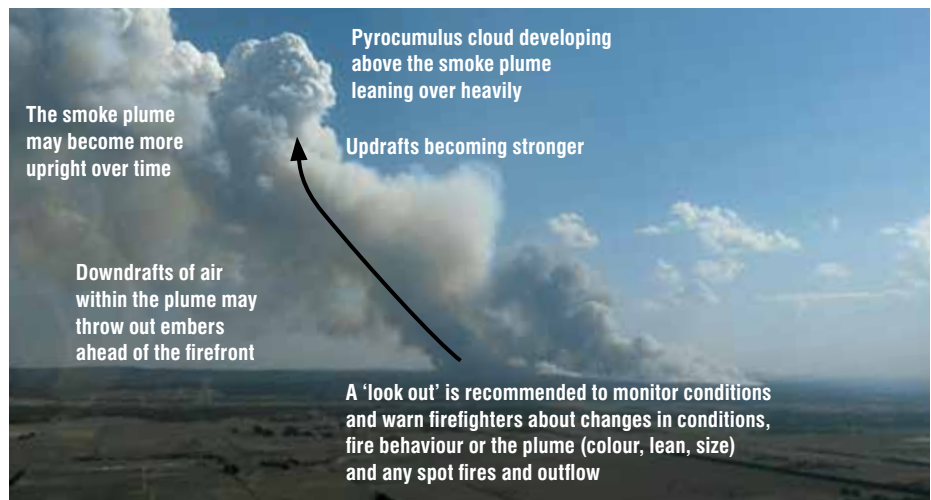 Pyrocumulus cloud developing
above the smoke plume
leaning over heavily
The smoke plume
may become more
upright over time
Updrafts becoming stronger
Downdrafts of air
within the plume may
throw out embers
ahead of the firefront
A ‘look out’ is recommended to monitor conditions
and warn firefighters about changes in conditions,
fire behaviour or the plume (colour, lean, size)
and any spot fires and outflow